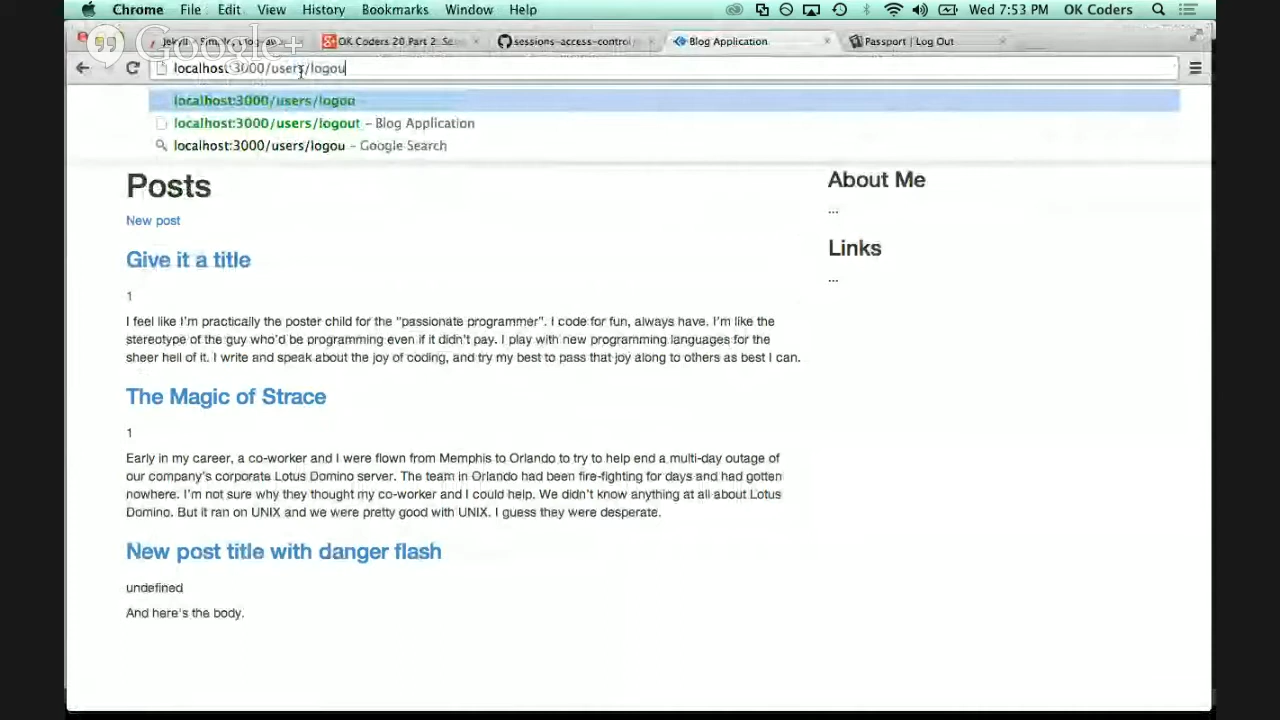 Chrome File Edit View History Bookmarks Window Help Wed 7:53 PM OK Coders
Google+
OK Coders 20 Part 2: Se
sessions-access-control
Blog Application
Passport | Log Out
localhost:3000/users/logou
localhost:3000/users/logou
localhost:3000/users/logout – Blog Application
localhost:3000/users/logou – Google Search
Posts
New post
Give it a title
1
I feel like I'm practically the poster child for the "passionate programmer". I code for fun, always have. I'm like the
stereotype of the guy who'd be programming even if it didn't pay. I play with new programming languages for the
sheer hell of it. I write and speak about the joy of coding, and try my best to pass that joy along to others as best I can.
The Magic of Strace
1
Early in my career, a co-worker and I were flown from Memphis to Orlando to try to help end a multi-day outage of
our company's corporate Lotus Domino server. The team in Orlando had been fire-fighting for days and had gotten
nowhere. I'm not sure why they thought my co-worker and I could help. We didn't know anything at all about Lotus
Domino. But it ran on UNIX and we were pretty good with UNIX. I guess they were desperate.
New post title with danger flash
undefined
And here's the body.
About Me
...
Links
...